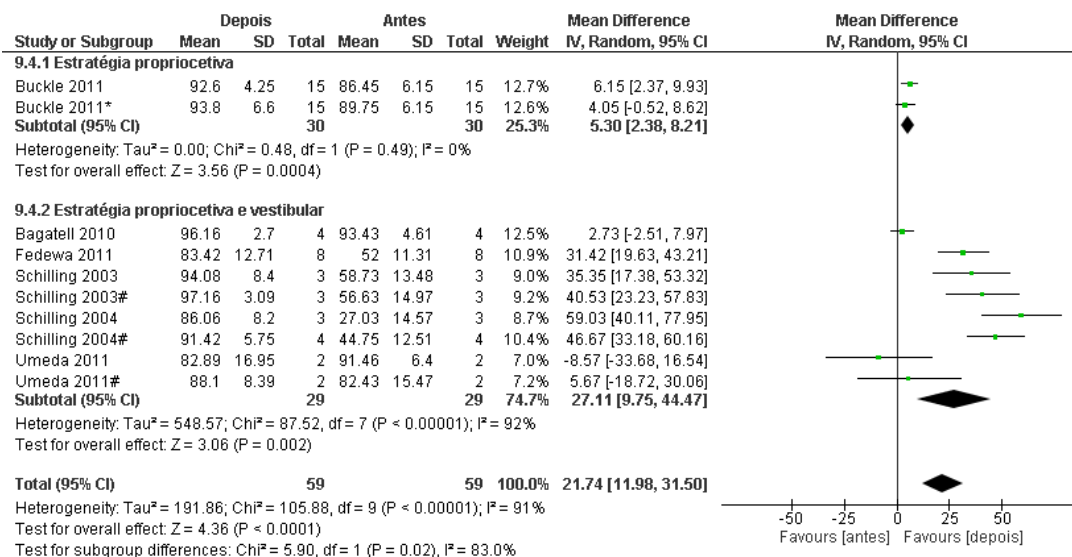 Depois Antes Mean Difference Mean Difference
Study or Subgroup Mean SD Total Mean SD Total Weight IV, Random, 95% CI IV, Random, 95% CI
9.4.1 Estratégia propriocetiva
Buckle 2011 92.6 4.25 15 86.45 6.15 15 12.7% 6.15 [2.37, 9.93]
Buckle 2011* 93.8 6.6 15 89.75 6.15 15 12.6% 4.05 [-0.52, 8.62]
Subtotal (95% CI) 30 30 25.3% 5.30 [2.38, 8.21]
Heterogeneity: Tau² = 0.00; Chi² = 0.48, df = 1 (P = 0.49); I² = 0%
Test for overall effect: Z = 3.56 (P = 0.0004)
9.4.2 Estratégia propriocetiva e vestibular
Bagatell 2010 96.16 2.7 4 93.43 4.61 4 12.5% 2.73 [-2.51, 7.97]
Fedewa 2011 83.42 12.71 8 52 11.31 8 10.9% 31.42 [19.63, 43.21]
Schilling 2003 94.08 8.4 3 58.73 13.48 3 9.0% 35.35 [17.38, 53.32]
Schilling 2003# 97.16 3.09 3 56.63 14.97 3 9.2% 40.53 [23.23, 57.83]
Schilling 2004 86.06 8.2 3 27.03 14.57 3 8.7% 59.03 [40.11, 77.95]
Schilling 2004# 91.42 5.75 4 44.75 12.51 4 10.4% 46.67 [33.18, 60.16]
Umeda 2011 82.89 16.95 2 91.46 6.4 2 7.0% -8.57 [-33.68, 16.54]
Umeda 2011# 88.1 8.39 2 82.43 15.47 2 7.2% 5.67 [-18.72, 30.06]
Subtotal (95% CI) 29 29 74.7% 27.11 [9.75, 44.47]
Heterogeneity: Tau² = 548.57; Chi² = 87.52, df = 7 (P < 0.00001); I² = 92%
Test for overall effect: Z = 3.06 (P = 0.002)
Total (95% CI) 59 59 100.0% 21.74 [11.98, 31.50]
Heterogeneity: Tau² = 191.86; Chi² = 105.88, df = 9 (P < 0.00001); I² = 91%
Test for overall effect: Z = 4.36 (P < 0.0001)
Test for subgroup differences: Chi² = 5.90, df = 1 (P = 0.02), I² = 83.0%
-50 -25 0 25 50
Favours [antes] Favours [depois]